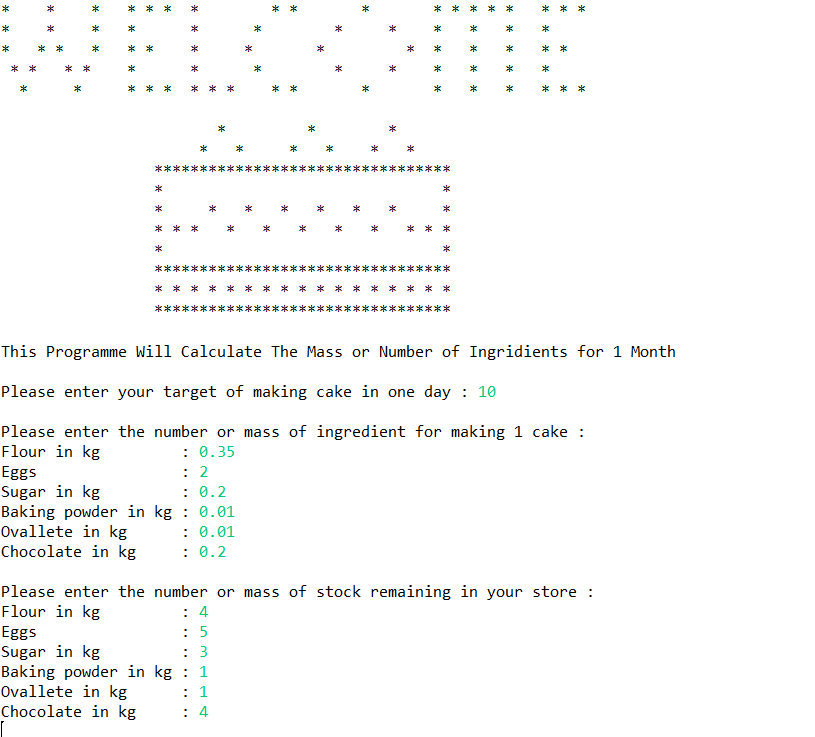 WELCOME
This Programme Will Calculate The Mass or Number of Ingridients for 1 Month
Please enter your target of making cake in one day : 10
Please enter the number or mass of ingredient for making 1 cake :
Flour in kg : 0.35
Eggs : 2
Sugar in kg : 0.2
Baking powder in kg : 0.01
Ovallete in kg : 0.01
Chocolate in kg : 0.2
Please enter the number or mass of stock remaining in your store :
Flour in kg : 4
Eggs : 5
Sugar in kg : 3
Baking powder in kg : 1
Ovallete in kg : 1
Chocolate in kg : 4